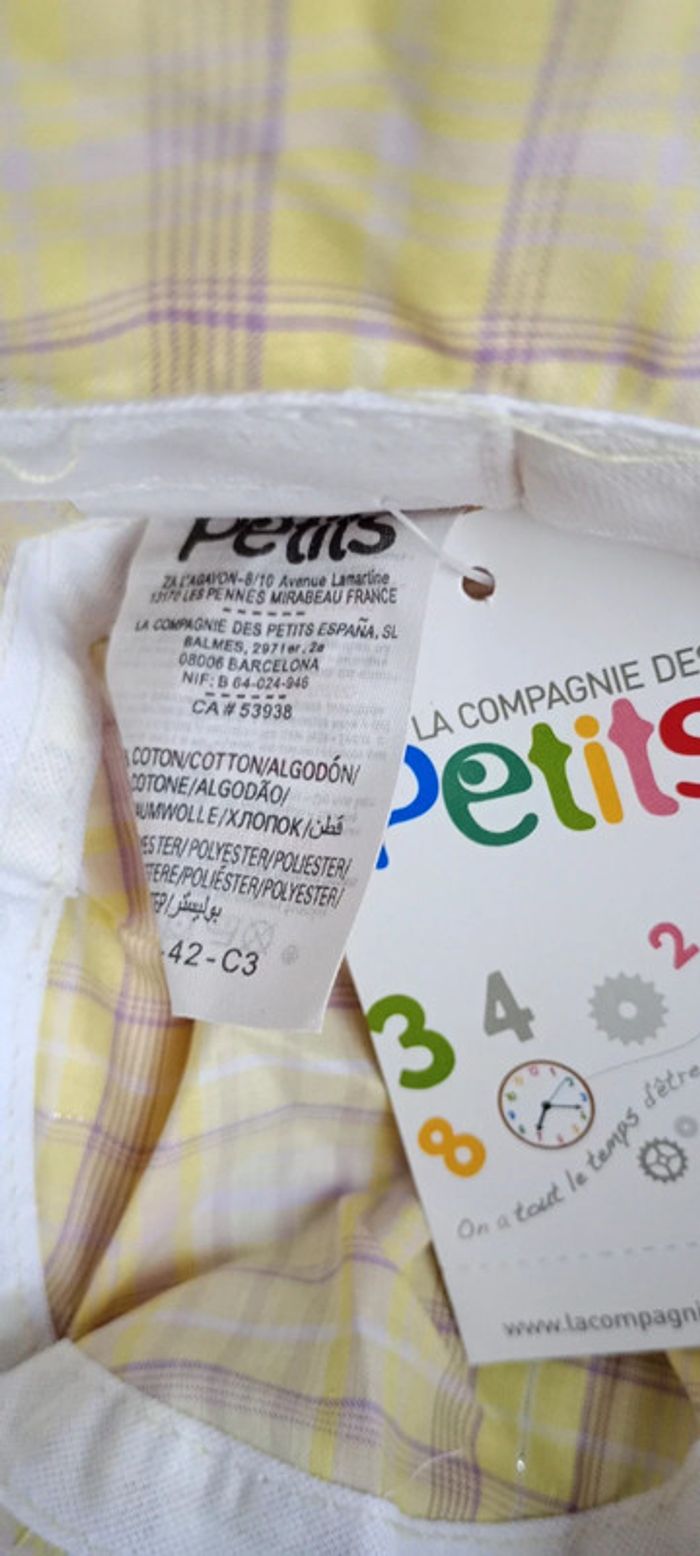 Petits
ZA L'AGAVON-8/10 Avenue Lamartine
13170 LES PENNES MIRABEAU FRANCE
LA COMPAGNIE DES PETITS ESPAÑA, SL
BALMES, 297 1er, 2a
08006 BARCELONA
NIF: B 64-024-946
CA # 53938
COTON/COTTON/ALGODÓN/
COTONE/ALGODÃO/
AUMWOLLE/ХЛОПОК/قطن
ESTER/POLYESTER/POLIESTER/
TERE/POLIÉSTER/POLYESTER/
بوليستر
-42-C3
LA COMPAGNIE DES
Petits
2
3 4
8
On a tout le temps d'être
www.lacompagni